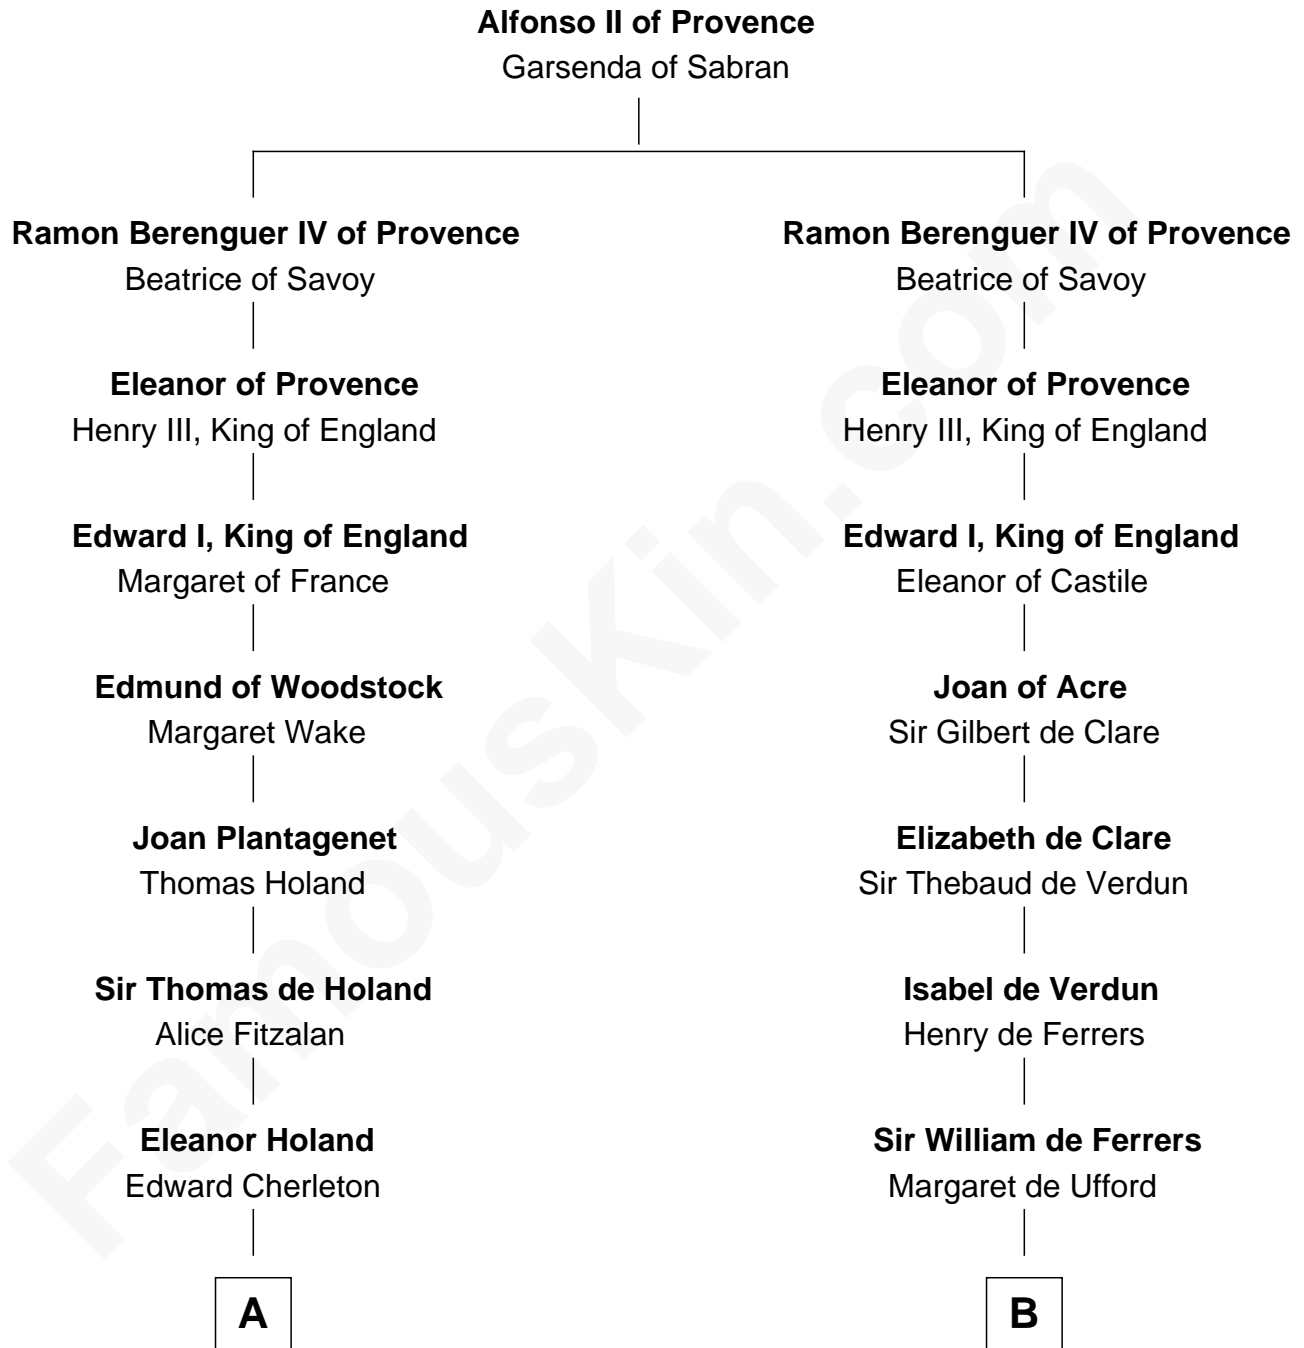 Alfonso II of Provence
Garsenda of Sabran
Ramon Berenguer IV of Provence
Beatrice of Savoy
Eleanor of Provence
Henry III, King of England
Edward I, King of England
Margaret of France
Edmund of Woodstock
Margaret Wake
Joan Plantagenet
Thomas Holand
Sir Thomas de Holand
Alice Fitzalan
Eleanor Holand
Edward Cherleton
A
Ramon Berenguer IV of Provence
Beatrice of Savoy
Eleanor of Provence
Henry III, King of England
Edward I, King of England
Eleanor of Castile
Joan of Acre
Sir Gilbert de Clare
Elizabeth de Clare
Sir Thebaud de Verdun
Isabel de Verdun
Henry de Ferrers
Sir William de Ferrers
Margaret de Ufford
B
FamousKin.com